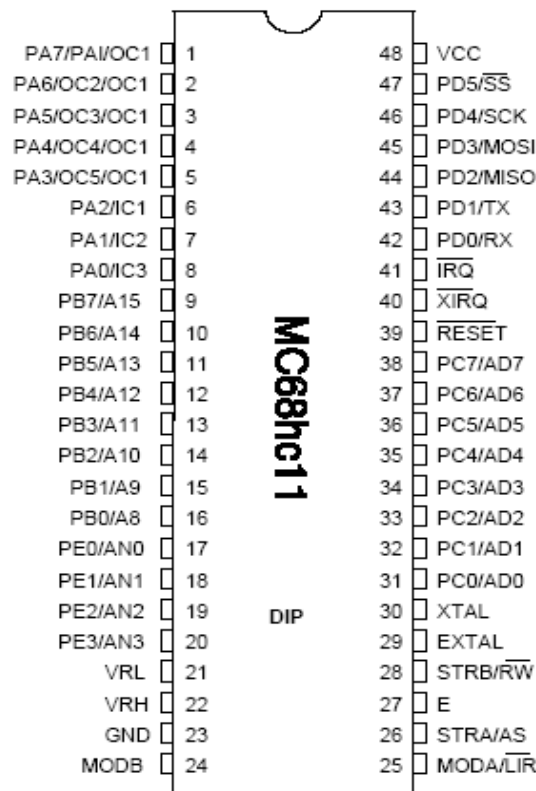 PA7/PAI/OC1 1 48 VCC
PA6/OC2/OC1 2 47 PD5/S̅S̅
PA5/OC3/OC1 3 46 PD4/SCK
PA4/OC4/OC1 4 45 PD3/MOSI
PA3/OC5/OC1 5 44 PD2/MISO
PA2/IC1 6 43 PD1/TX
PA1/IC2 7 42 PD0/RX
PA0/IC3 8 41 I̅R̅Q̅
PB7/A15 9 40 X̅I̅R̅Q̅
PB6/A14 10 39 R̅E̅S̅E̅T̅
PB5/A13 11 38 PC7/AD7
PB4/A12 12 37 PC6/AD6
PB3/A11 13 36 PC5/AD5
PB2/A10 14 35 PC4/AD4
PB1/A9 15 34 PC3/AD3
PB0/A8 16 33 PC2/AD2
PE0/AN0 17 32 PC1/AD1
PE1/AN1 18 31 PC0/AD0
PE2/AN2 19 30 XTAL
PE3/AN3 20 29 EXTAL
VRL 21 28 STRB/R̅W̅
VRH 22 27 E
GND 23 26 STRA/AS
MODB 24 25 MODA/L̅I̅R̅
MC68hc11
DIP